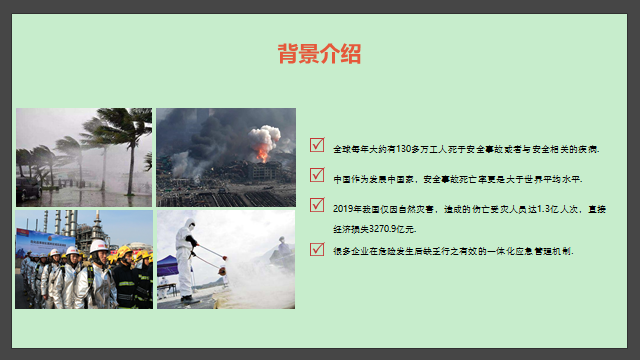 背景介绍
全球每年大约有130多万工人死于安全事故或者与安全相关的疾病.
中国作为发展中国家，安全事故死亡率更是大于世界平均水平.
2019年我国仅因自然灾害，造成的伤亡受灾人员达1.3亿人次，直接
经济损失3270.9亿元.
很多企业在危险发生后缺乏行之有效的一体化应急管理机制.